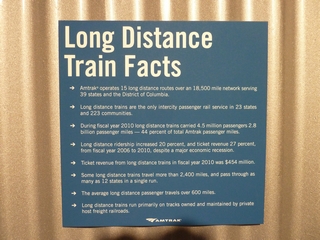 Long Distance
Train Facts
➔ Amtrak® operates 15 long distance routes over an 18,500 mile network serving
39 states and the District of Columbia.
➔ Long distance trains are the only intercity passenger rail service in 23 states
and 223 communities.
➔ During fiscal year 2010 long distance trains carried 4.5 million passengers 2.8
billion passenger miles — 44 percent of total Amtrak passenger miles.
➔ Long distance ridership increased 20 percent, and ticket revenue 27 percent,
from fiscal year 2006 to 2010, despite a major economic recession.
➔ Ticket revenue from long distance trains in fiscal year 2010 was $454 million.
➔ Some long distance trains travel more than 2,400 miles, and pass through as
many as 12 states in a single run.
➔ The average long distance passenger travels over 600 miles.
➔ Long distance trains run primarily on tracks owned and maintained by private
host freight railroads.
AMTRAK